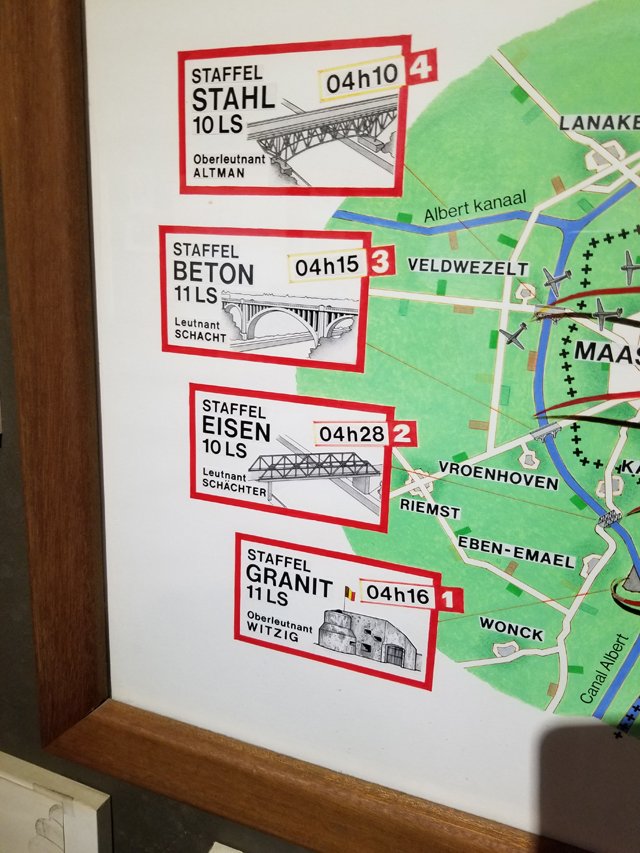 STAFFEL
STAHL
10 LS
Oberleutnant
ALTMAN
04h10
4
STAFFEL
BETON
11 LS
Leutnant
SCHACHT
04h15
3
STAFFEL
EISEN
10 LS
Leutnant
SCHÄCHTER
04h28
2
STAFFEL
GRANIT
11 LS
Oberleutnant
WITZIG
04h16
1
Albert kanaal
VELDWEZELT
VROENHOVEN
RIEMST
EBEN-EMAEL
WONCK
Canal Albert